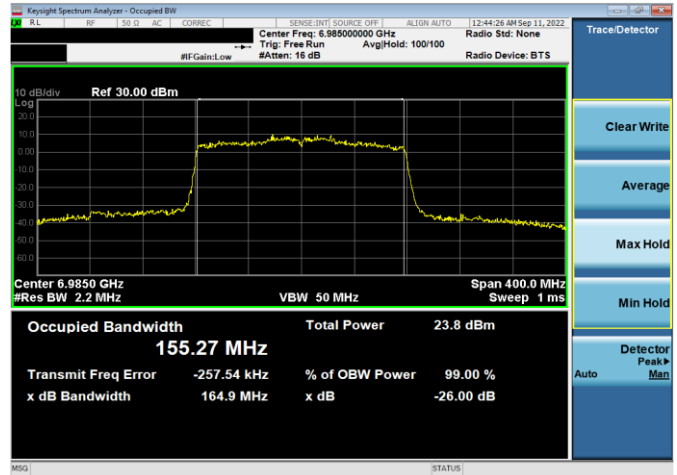 Keysight Spectrum Analyzer - Occupied BW
LXI RL RF 50 Ω AC CORREC SENSE:INT SOURCE OFF ALIGN AUTO 12:44:26 AM Sep 11, 2022
Center Freq: 6.985000000 GHz Radio Std: None
Trig: Free Run Avg|Hold: 100/100
#IFGain:Low #Atten: 16 dB Radio Device: BTS
Trace/Detector
10 dB/div Ref 30.00 dBm
Log
20.0
10.0
0.00
-10.0
-20.0
-30.0
-40.0
-50.0
-60.0
Center 6.9850 GHz Span 400.0 MHz
#Res BW 2.2 MHz VBW 50 MHz Sweep 1 ms
Occupied Bandwidth Total Power 23.8 dBm
155.27 MHz
Transmit Freq Error -257.54 kHz % of OBW Power 99.00 %
x dB Bandwidth 164.9 MHz x dB -26.00 dB
Clear Write
Average
Max Hold
Min Hold
Detector
Peak▶
Auto Man
MSG STATUS